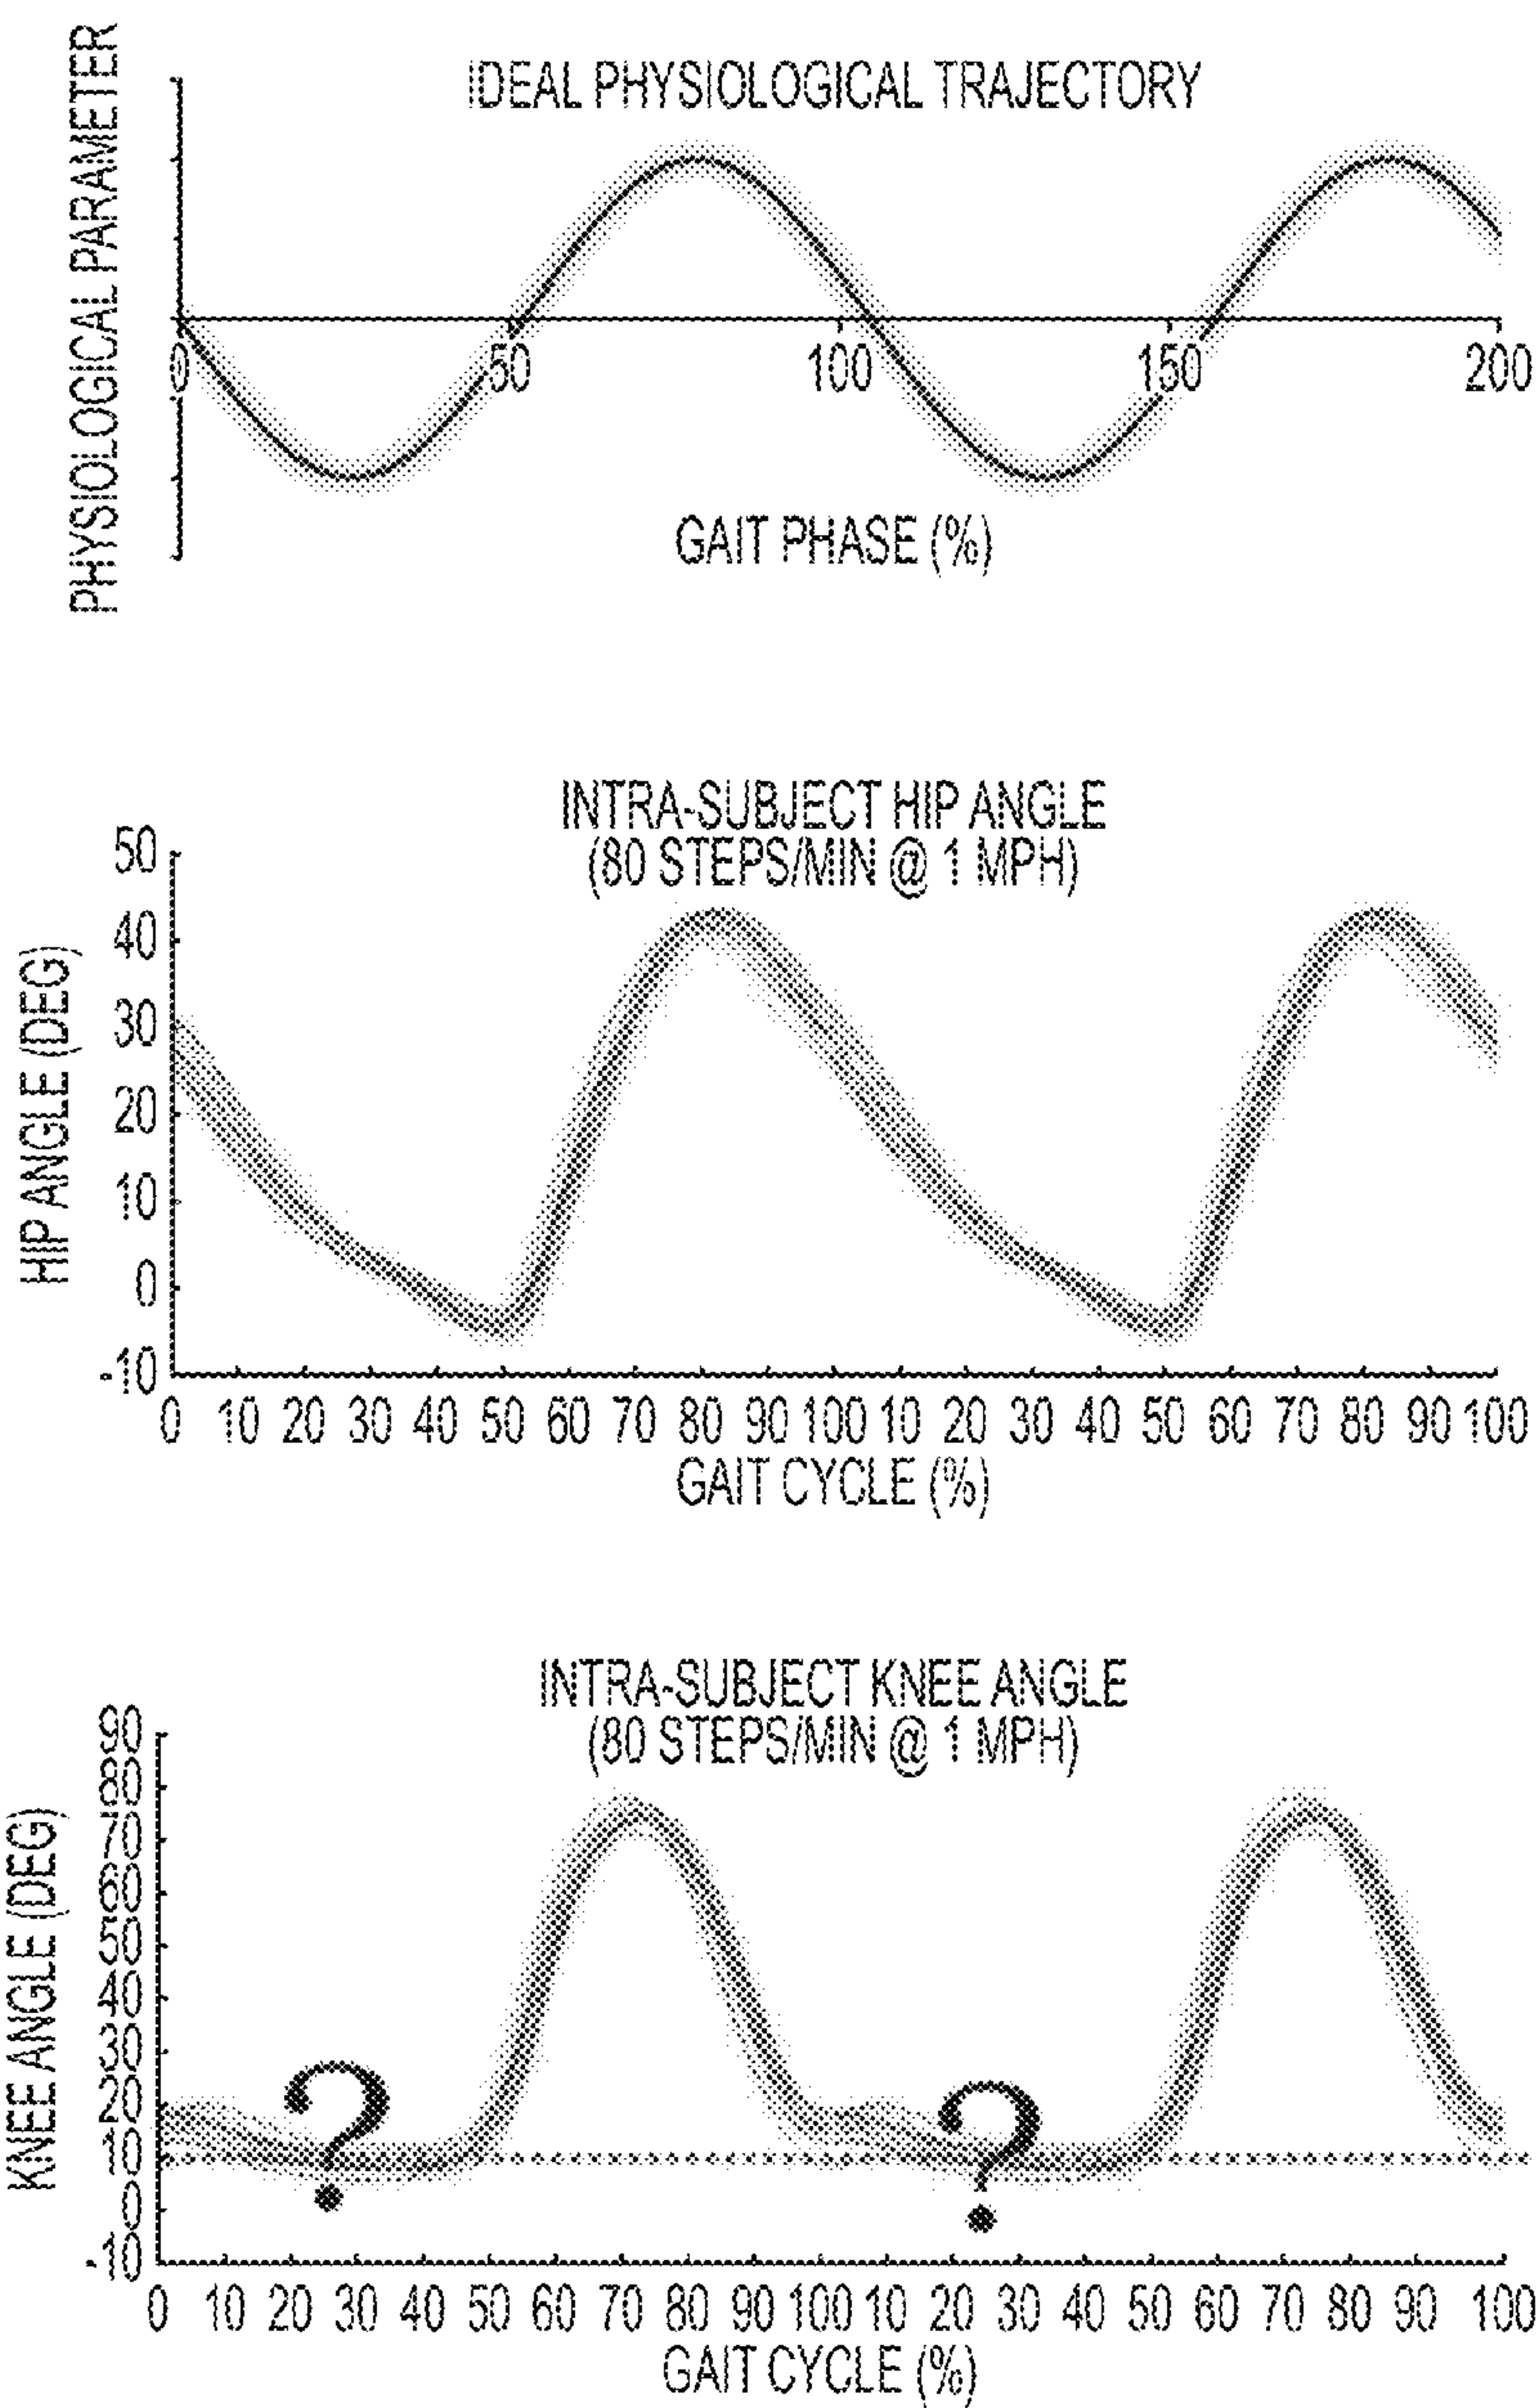 IDEAL PHYSIOLOGICAL TRAJECTORY
PHYSIOLOGICAL PARAMETER
0 50 100 150 200
GAIT PHASE (%)
INTRA-SUBJECT HIP ANGLE
(80 STEPS/MIN @ 1 MPH)
HIP ANGLE (DEG)
50
40
30
20
10
0
-10
0 10 20 30 40 50 60 70 80 90 100 10 20 30 40 50 60 70 80 90 100
GAIT CYCLE (%)
INTRA-SUBJECT KNEE ANGLE
(80 STEPS/MIN @ 1 MPH)
KNEE ANGLE (DEG)
90
80
70
60
50
40
30
20
10
0
-10
? ?
0 10 20 30 40 50 60 70 80 90 100 10 20 30 40 50 60 70 80 90 100
GAIT CYCLE (%)